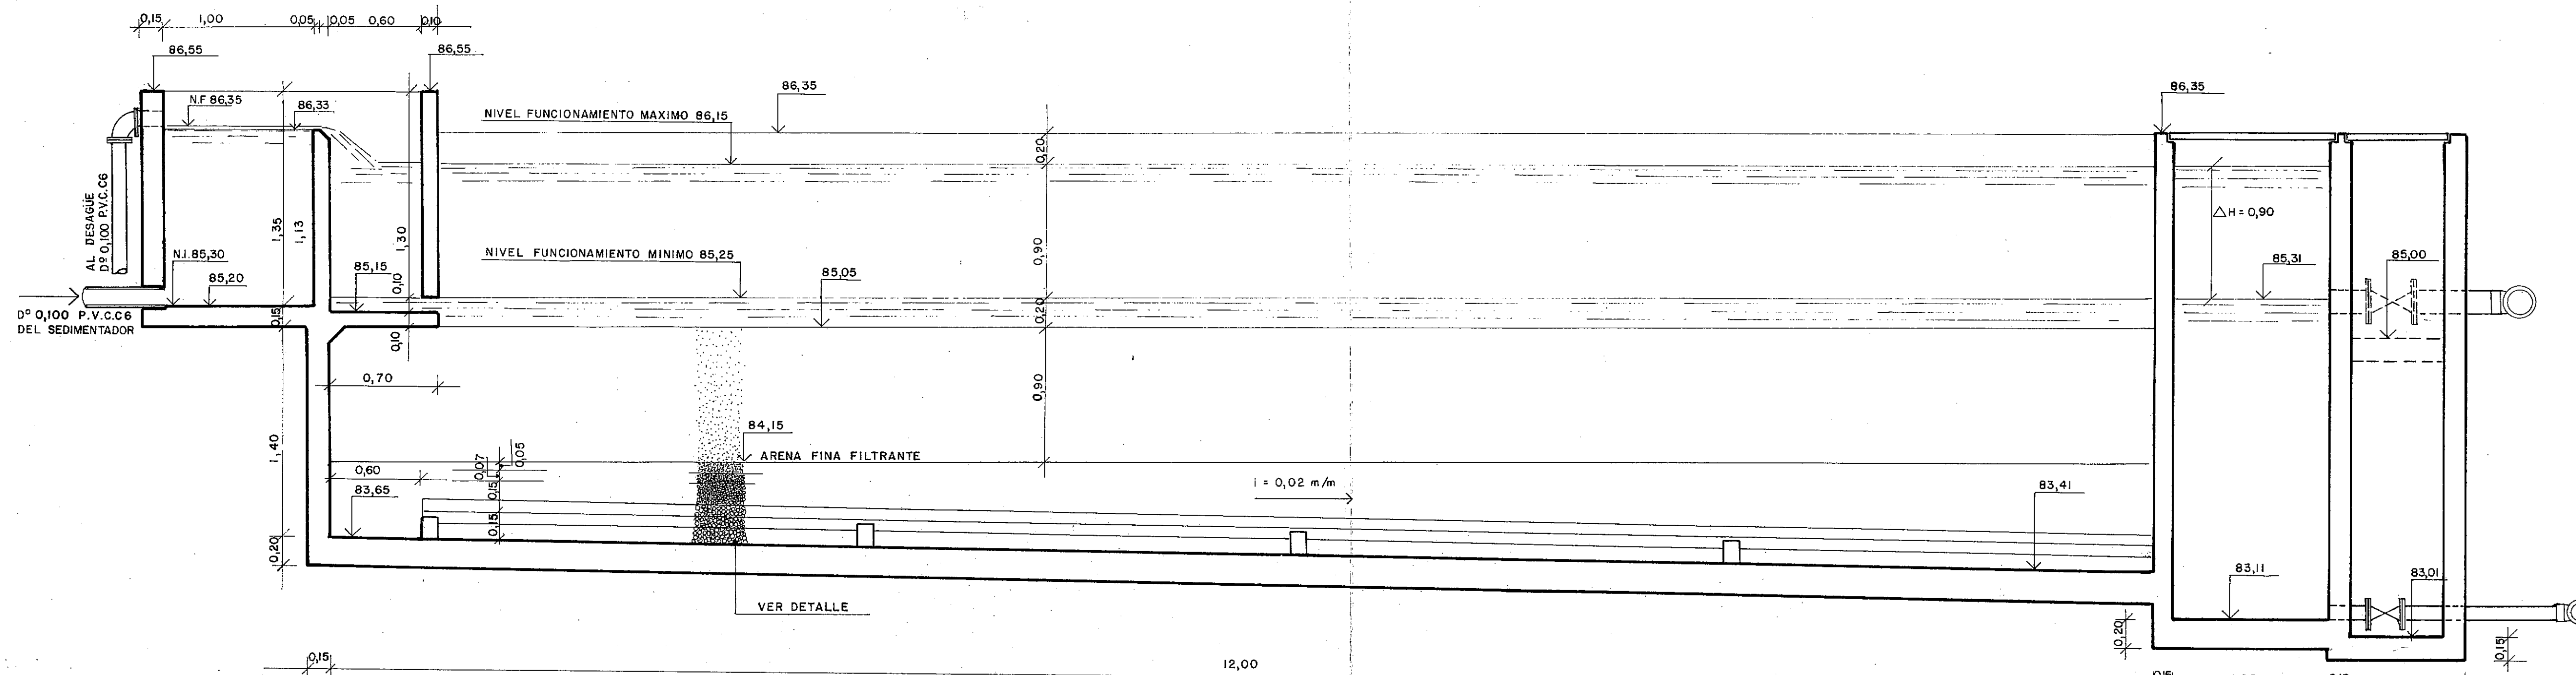 0,15 1,00 0,05 0,05 0,60 0,10
86,55
86,55
N.F 86,35
86,33
NIVEL FUNCIONAMIENTO MAXIMO 86,15
86,35
86,35
0,20
AL DESAGÜE
Dº 0,100 P.V.C.C6
1,35
1,13
1,30
0,90
△H = 0,90
N.I. 85,30
85,20
85,15
0,10
NIVEL FUNCIONAMIENTO MINIMO 85,25
85,05
85,31
85,00
Dº 0,100 P.V.C.C6
DEL SEDIMENTADOR
0,15
0,10
0,20
0,70
0,90
84,15
ARENA FINA FILTRANTE
1,40
0,60
0,07
0,05
0,15
0,15
83,65
i = 0,02 m/m
83,41
0,20
83,11
83,01
VER DETALLE
0,20
0,15
0,15
12,00
0,15